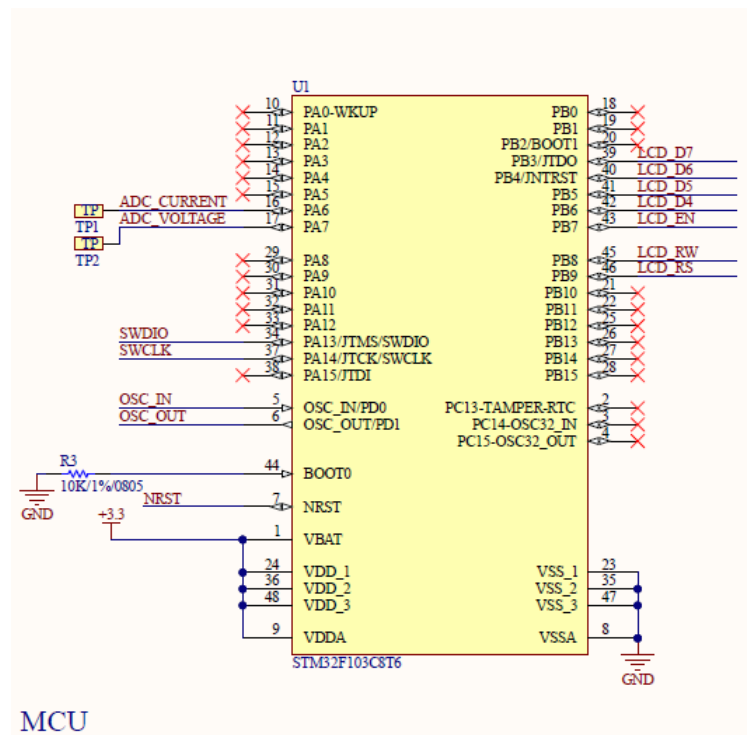 U1
10 PA0-WKUP PB0 18
11 PA1 PB1 19
12 PA2 PB2/BOOT1 20
13 PA3 PB3/JTDO 39 LCD_D7
14 PA4 PB4/JNTRST 40 LCD_D6
15 PA5 PB5 41 LCD_D5
TP ADC_CURRENT 16 PA6 PB6 42 LCD_D4
TP1 ADC_VOLTAGE 17 PA7 PB7 43 LCD_EN
TP
TP2
29 PA8 PB8 45 LCD_RW
30 PA9 PB9 46 LCD_RS
31 PA10 PB10 21
32 PA11 PB11 22
33 PA12 PB12 25
SWDIO 34 PA13/JTMS/SWDIO PB13 26
SWCLK 37 PA14/JTCK/SWCLK PB14 27
38 PA15/JTDI PB15 28
OSC_IN 5 OSC_IN/PD0 PC13-TAMPER-RTC 2
OSC_OUT 6 OSC_OUT/PD1 PC14-OSC32_IN 3
PC15-OSC32_OUT 4
R3
44 BOOT0
10K/1%/0805
GND
NRST 7 NRST
+3.3
1 VBAT
24 VDD_1 VSS_1 23
36 VDD_2 VSS_2 35
48 VDD_3 VSS_3 47
9 VDDA VSSA 8
STM32F103C8T6
GND
MCU